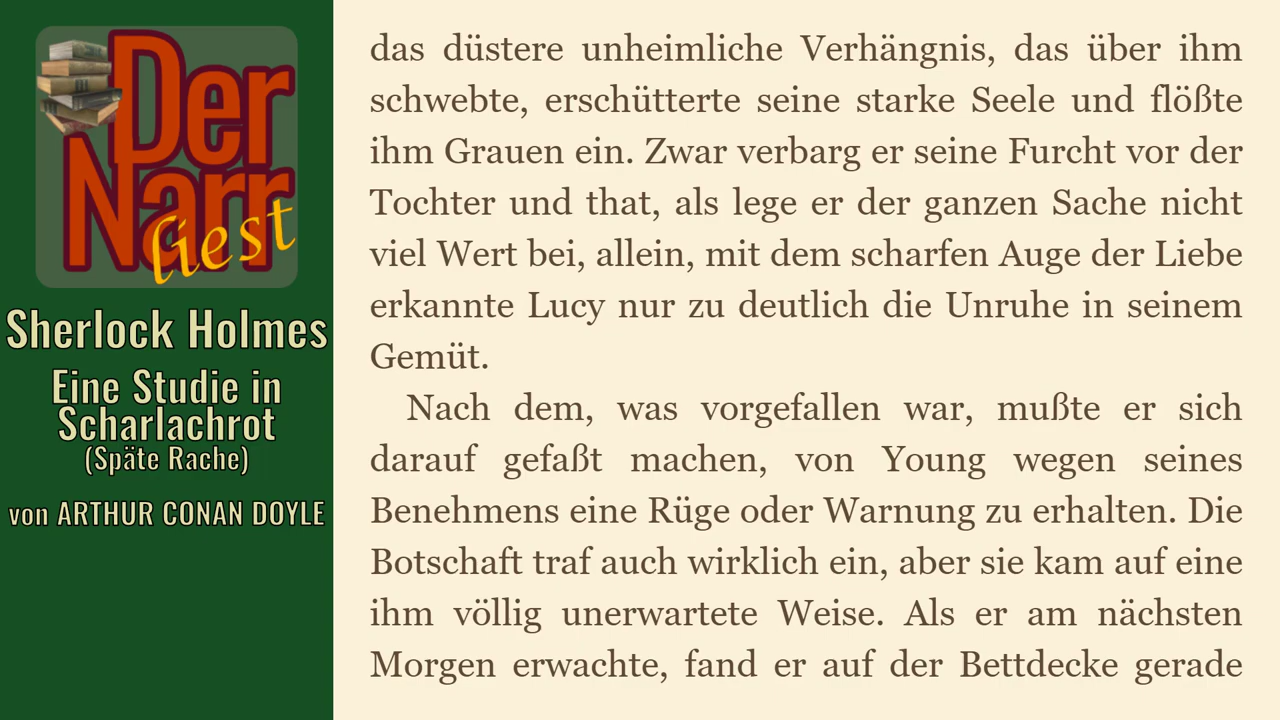 Der
Narr
liest
Sherlock Holmes
Eine Studie in
Scharlachrot
(Späte Rache)
von ARTHUR CONAN DOYLE
das düstere unheimliche Verhängnis, das über ihm
schwebte, erschütterte seine starke Seele und flößte
ihm Grauen ein. Zwar verbarg er seine Furcht vor der
Tochter und that, als lege er der ganzen Sache nicht
viel Wert bei, allein, mit dem scharfen Auge der Liebe
erkannte Lucy nur zu deutlich die Unruhe in seinem
Gemüt.
Nach dem, was vorgefallen war, mußte er sich
darauf gefaßt machen, von Young wegen seines
Benehmens eine Rüge oder Warnung zu erhalten. Die
Botschaft traf auch wirklich ein, aber sie kam auf eine
ihm völlig unerwartete Weise. Als er am nächsten
Morgen erwachte, fand er auf der Bettdecke gerade